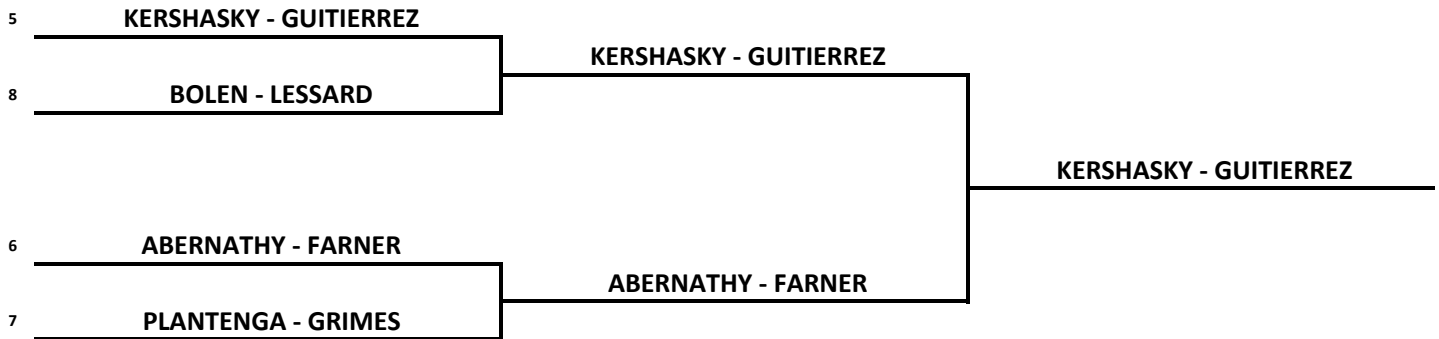 5 KERSHASKY - GUITIERREZ
KERSHASKY - GUITIERREZ
8 BOLEN - LESSARD
KERSHASKY - GUITIERREZ
6 ABERNATHY - FARNER
ABERNATHY - FARNER
7 PLANTENGA - GRIMES